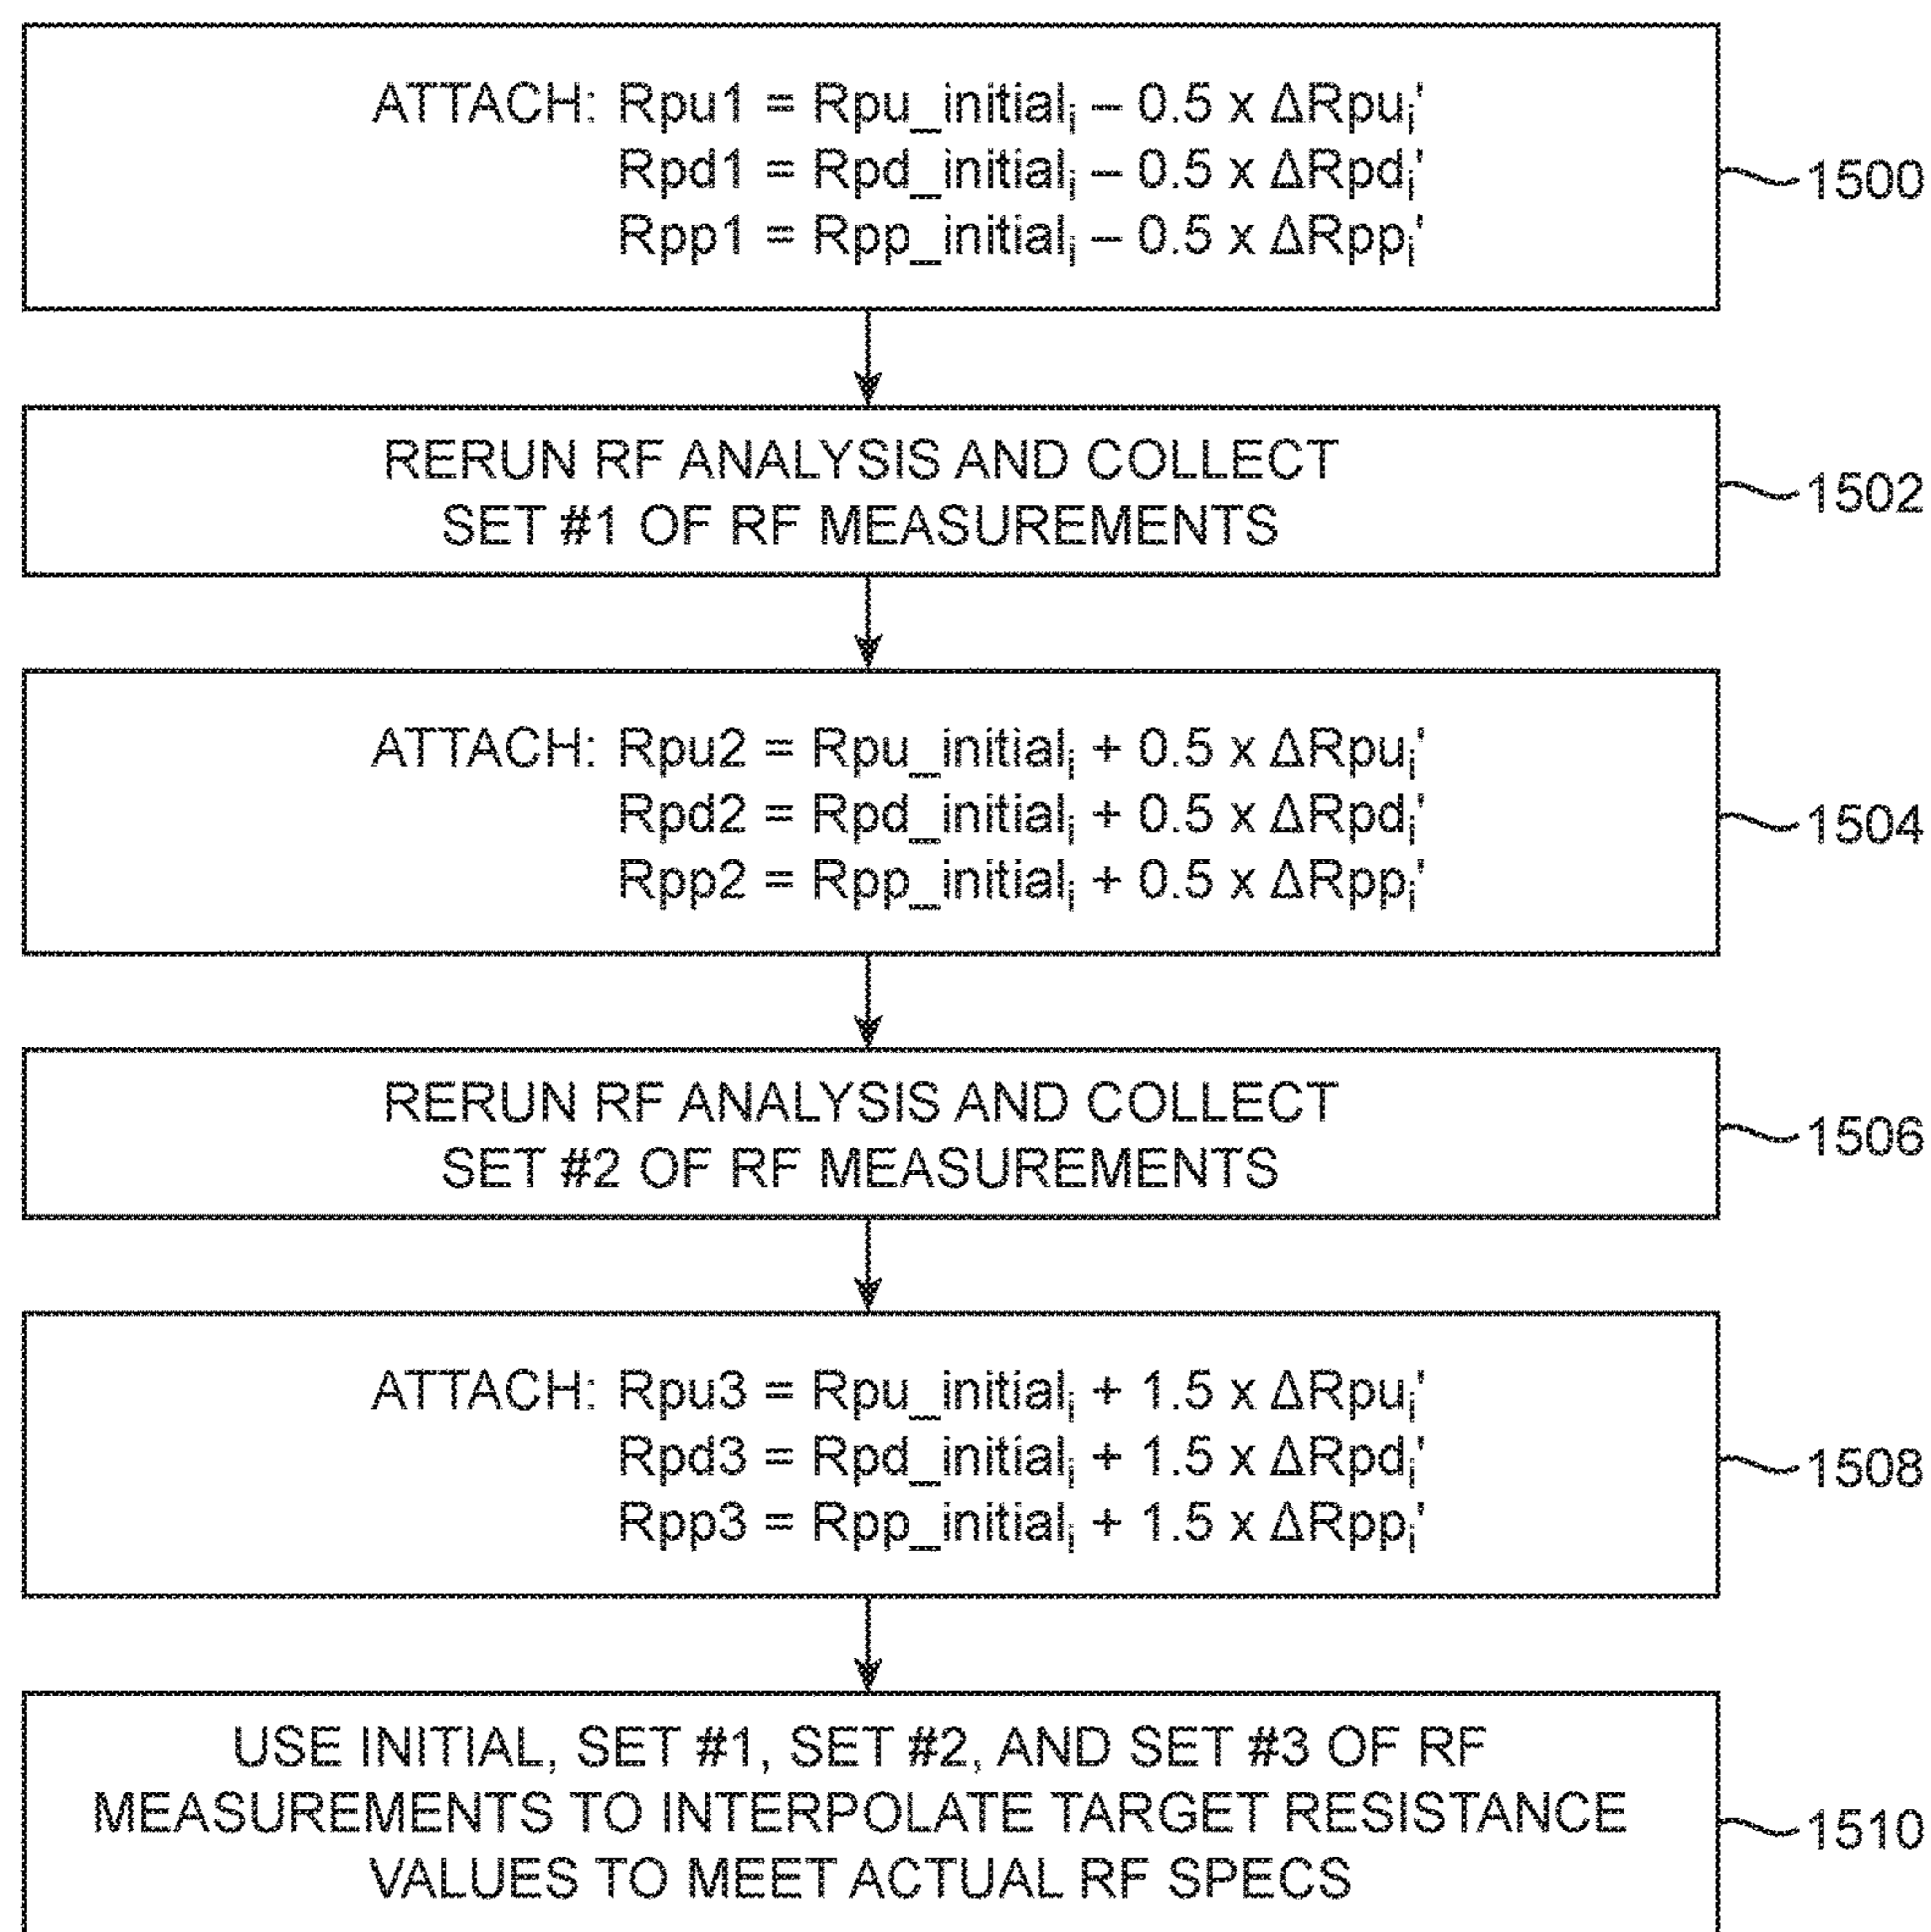 ATTACH: Rpu1 = Rpu_initialᵢ – 0.5 x ΔRpuᵢ'
Rpd1 = Rpd_initialᵢ – 0.5 x ΔRpdᵢ'
Rpp1 = Rpp_initialᵢ – 0.5 x ΔRppᵢ'
1500
RERUN RF ANALYSIS AND COLLECT
SET #1 OF RF MEASUREMENTS
1502
ATTACH: Rpu2 = Rpu_initialᵢ + 0.5 x ΔRpuᵢ'
Rpd2 = Rpd_initialᵢ + 0.5 x ΔRpdᵢ'
Rpp2 = Rpp_initialᵢ + 0.5 x ΔRppᵢ'
1504
RERUN RF ANALYSIS AND COLLECT
SET #2 OF RF MEASUREMENTS
1506
ATTACH: Rpu3 = Rpu_initialᵢ + 1.5 x ΔRpuᵢ'
Rpd3 = Rpd_initialᵢ + 1.5 x ΔRpdᵢ'
Rpp3 = Rpp_initialᵢ + 1.5 x ΔRppᵢ'
1508
USE INITIAL, SET #1, SET #2, AND SET #3 OF RF
MEASUREMENTS TO INTERPOLATE TARGET RESISTANCE
VALUES TO MEET ACTUAL RF SPECS
1510